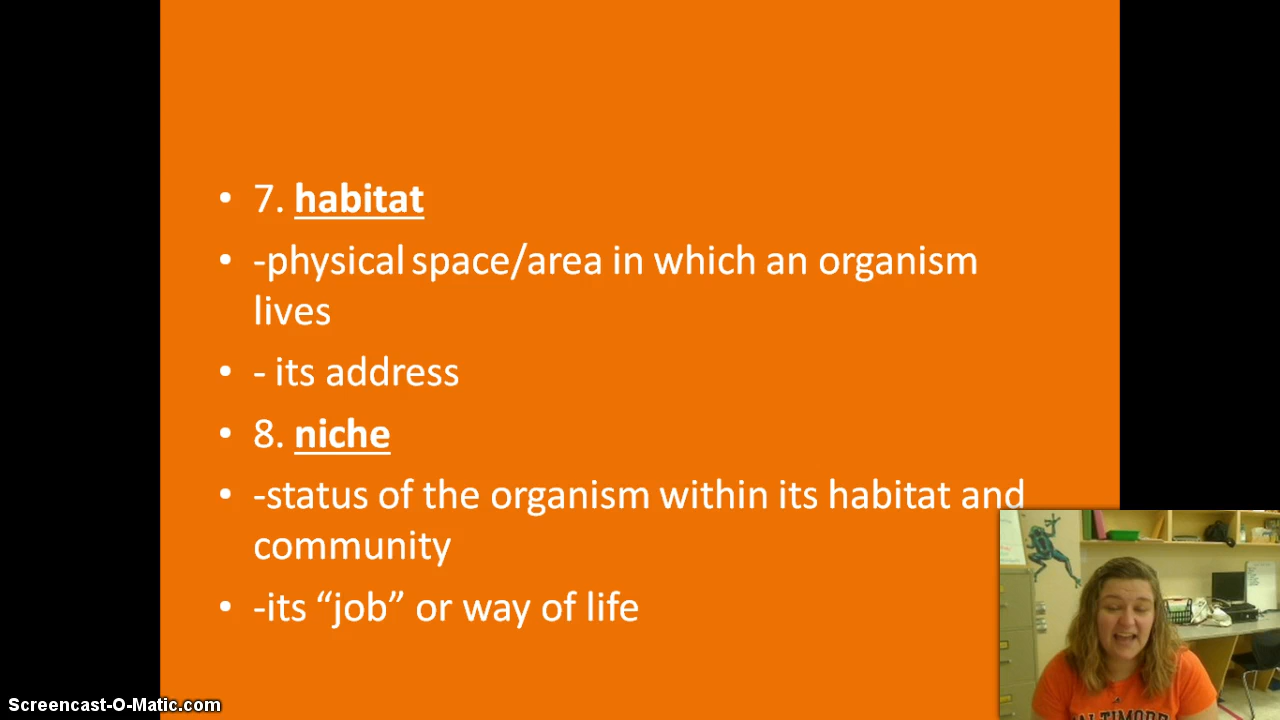 • 7. habitat
• -physical space/area in which an organism
lives
• - its address
• 8. niche
• -status of the organism within its habitat and
community
• -its “job” or way of life
Screencast-O-Matic.com